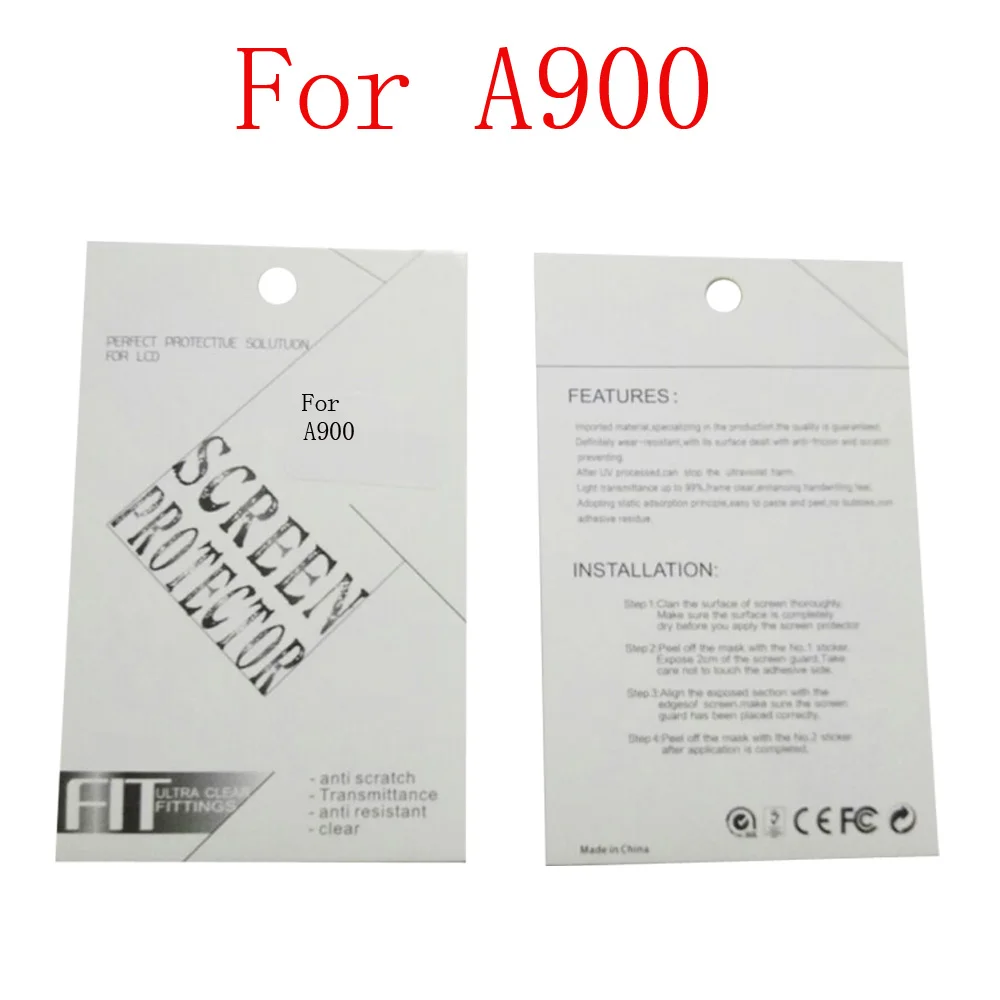 For A900
PERFECT PROTECTIVE SOLUTUION
FOR LCD
For
A900
SCREEN
PROTECTOR
FIT
ULTRA CLEAR
FITTINGS
- anti scratch
- Transmittance
- anti resistant
- clear
FEATURES:
Imported material,specializing in the production,the quality is guaranteed.
Definitely wear-resistant,with its surface dealt with anti-friction and scratch
preventing.
After UV processed,can stop the ultraviolet harm.
Light transmittance up to 99%,frame clear,enhancing handwriting feel.
Adopting static adsorption principle,easy to paste and peel,no bubbles,non
adhesive residue.
INSTALLATION:
Step 1:Clan the surface of screen thoroughly.
Make sure the surface is completely
dry before you apply the screen protector
Step 2:Peel off the mask with the No.1 sticker.
Expose 2cm of the screen guard,Take
care not to touch the adhesive side.
Step 3:Align the exposed section with the
edgesof screen,make sure the screen
guard has been placed correctly.
Step 4:Peel off the mask with the No.2 sticker
after application is completed.
CE FC
Made in China